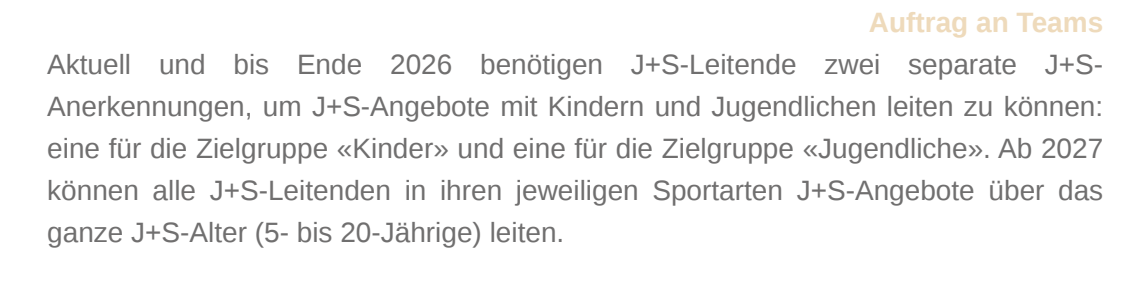 Auftrag an Teams
Aktuell und bis Ende 2026 benötigen J+S-Leitende zwei separate J+S-
Anerkennungen, um J+S-Angebote mit Kindern und Jugendlichen leiten zu können:
eine für die Zielgruppe «Kinder» und eine für die Zielgruppe «Jugendliche». Ab 2027
können alle J+S-Leitenden in ihren jeweiligen Sportarten J+S-Angebote über das
ganze J+S-Alter (5- bis 20-Jährige) leiten.